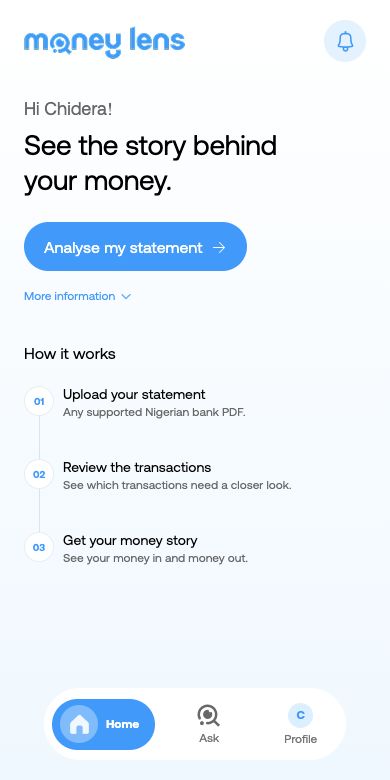 money lens
Hi Chidera!
See the story behind
your money.
Analyse my statement
More information
How it works
01
Upload your statement
Any supported Nigerian bank PDF.
02
Review the transactions
See which transactions need a closer look.
03
Get your money story
See your money in and money out.
Home
Ask
C
Profile